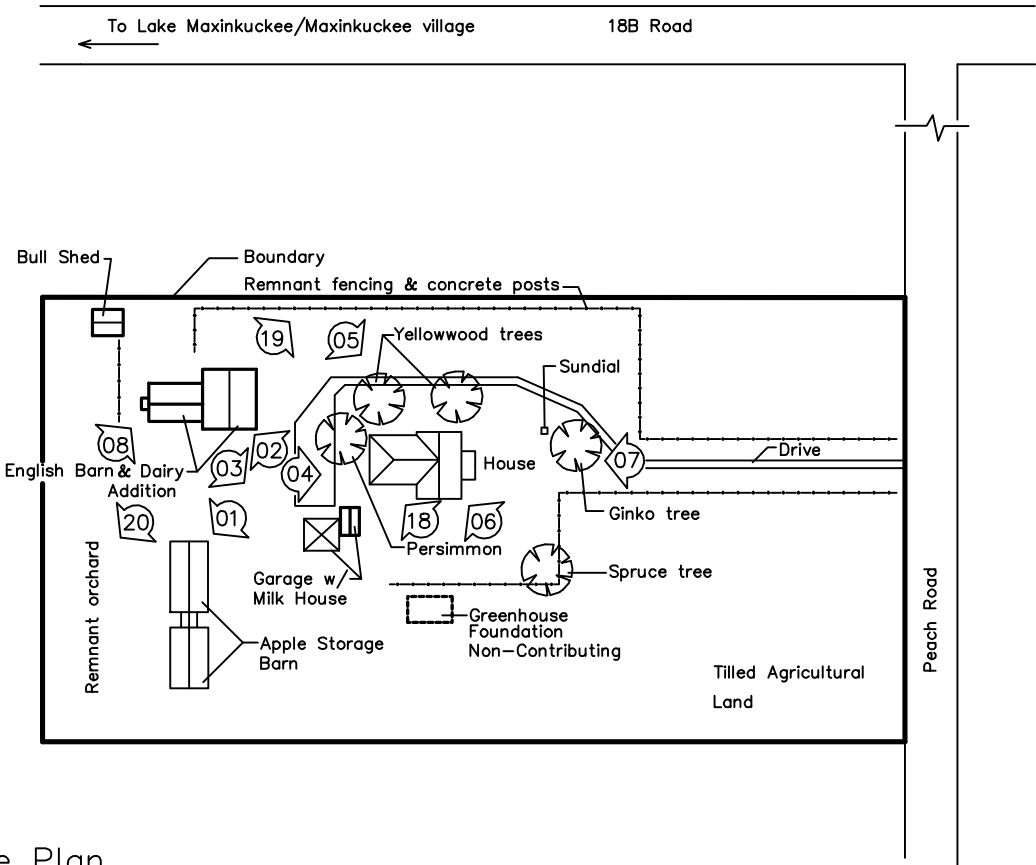 To Lake Maxinkuckee/Maxinkuckee village
18B Road
Bull Shed
Boundary
Remnant fencing & concrete posts
19
05
Yellowwood trees
Sundial
08
02
03
04
07
Drive
House
English Barn & Dairy
Addition
20
01
18
06
Ginko tree
Persimmon
Garage w/
Milk House
Spruce tree
Greenhouse
Foundation
Non-Contributing
Apple Storage
Barn
Remnant orchard
Tilled Agricultural
Land
Peach Road
Plan